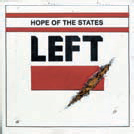 HOPE OF THE STATES
LEFT